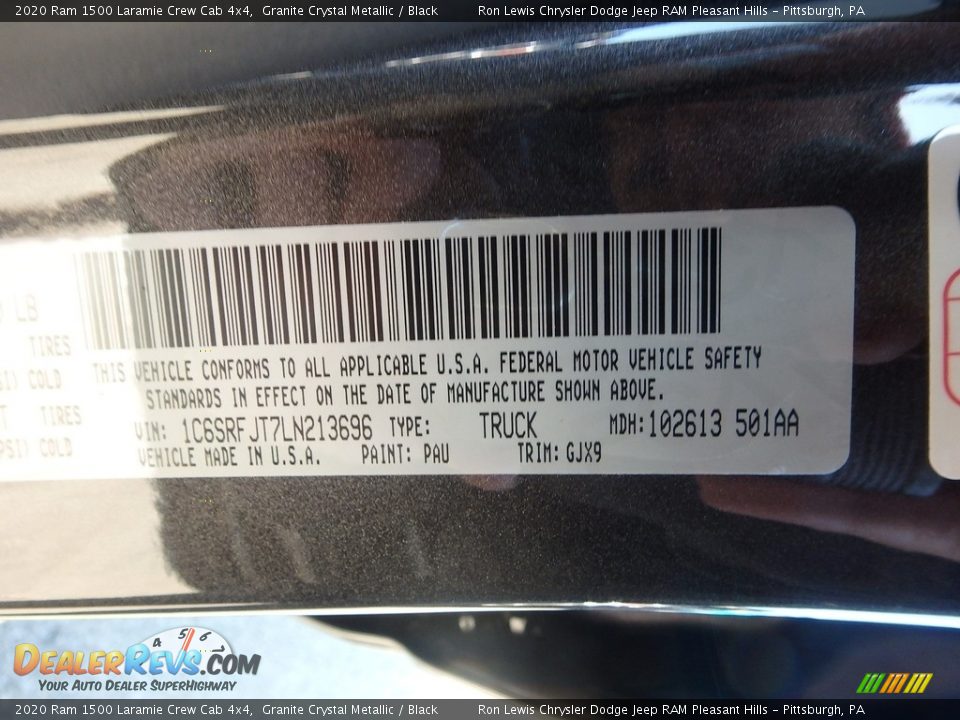 2020 Ram 1500 Laramie Crew Cab 4x4, Granite Crystal Metallic / Black Ron Lewis Chrysler Dodge Jeep RAM Pleasant Hills - Pittsburgh, PA
LB
TIRES
COLD
TIRES
COLD
THIS VEHICLE CONFORMS TO ALL APPLICABLE U.S.A. FEDERAL MOTOR VEHICLE SAFETY
STANDARDS IN EFFECT ON THE DATE OF MANUFACTURE SHOWN ABOVE.
VIN: 1C6SRFJT7LN213696 TYPE: TRUCK MDH:102613 501AA
VEHICLE MADE IN U.S.A. PAINT: PAU TRIM: GJX9
4 5 6
DealerRevs.com
Your Auto Dealer SuperHighway
2020 Ram 1500 Laramie Crew Cab 4x4, Granite Crystal Metallic / Black Ron Lewis Chrysler Dodge Jeep RAM Pleasant Hills - Pittsburgh, PA